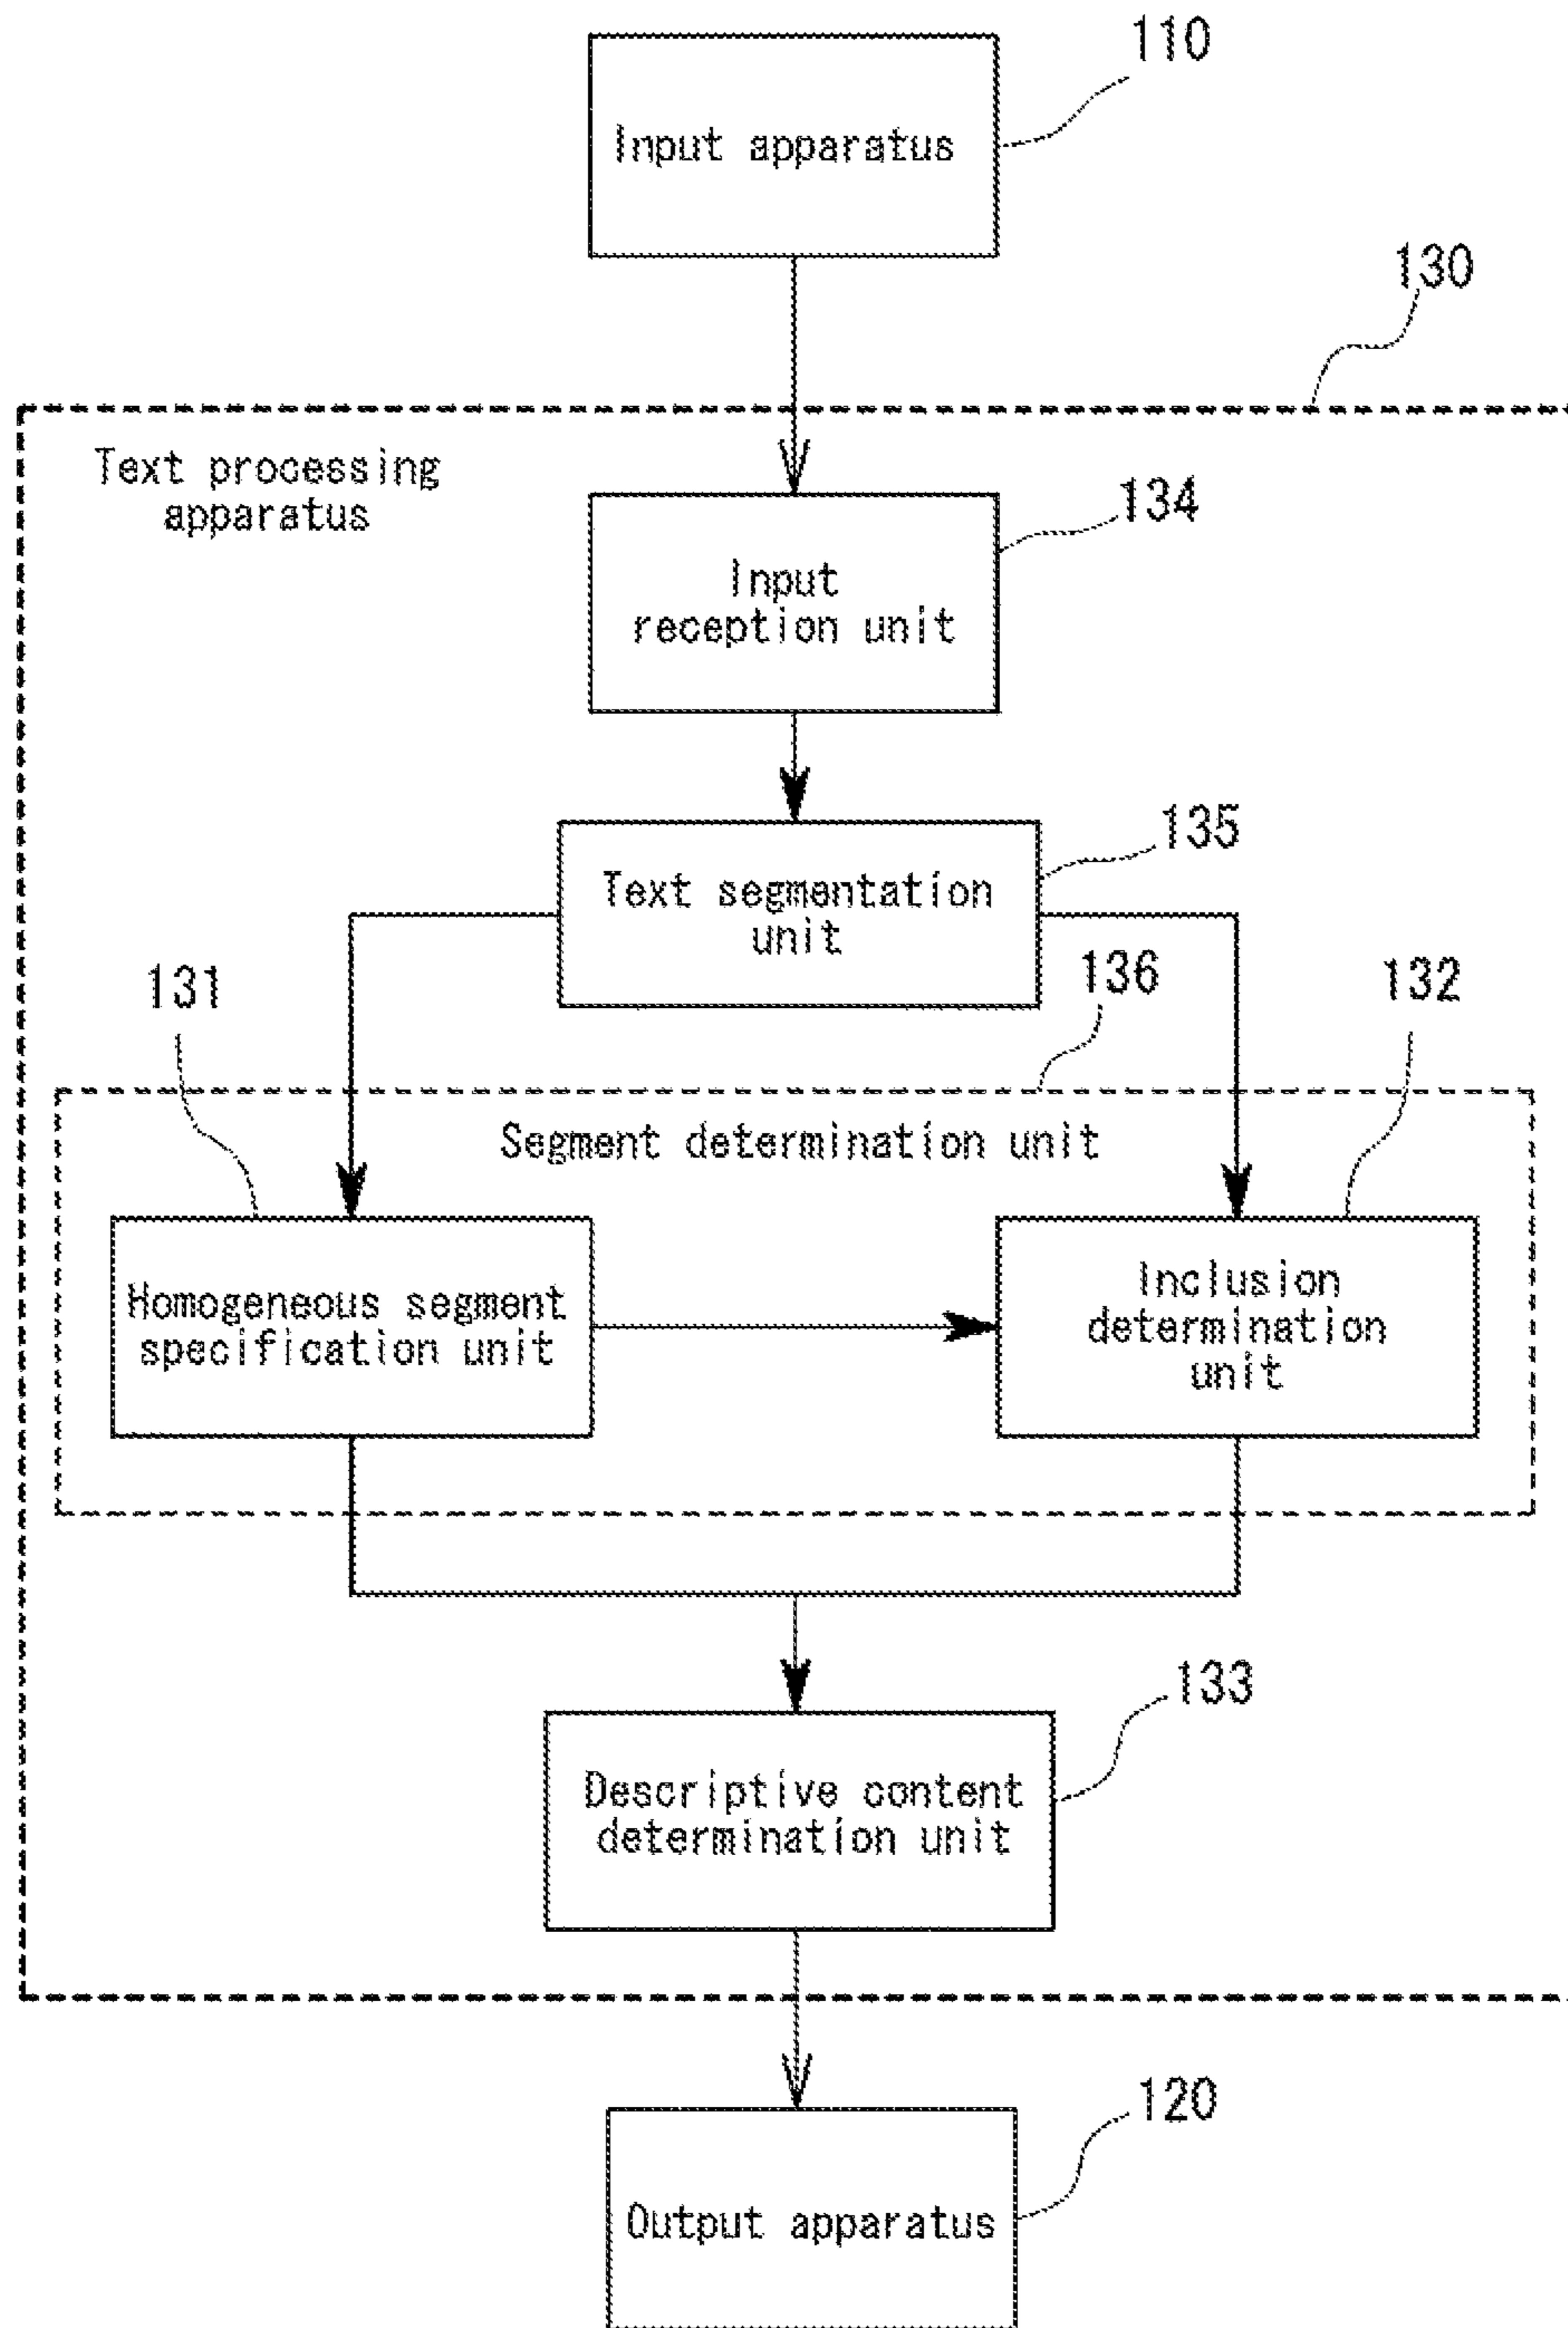 110
Input apparatus
130
Text processing
apparatus
134
Input
reception unit
135
Text segmentation
unit
131
136
132
Segment determination unit
Homogeneous segment
specification unit
Inclusion
determination
unit
133
Descriptive content
determination unit
120
Output apparatus